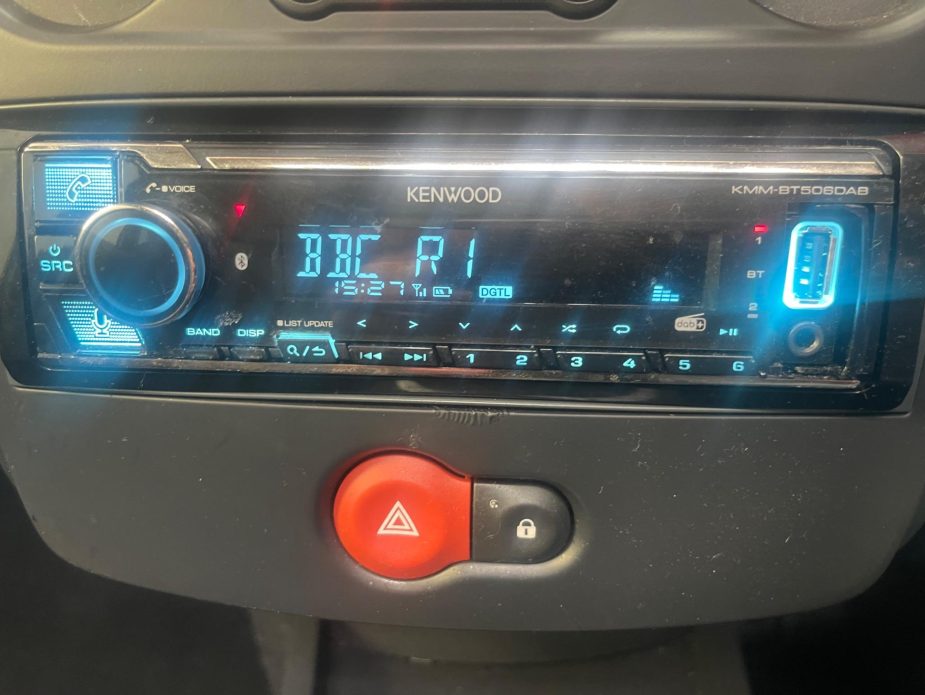 VOICE
KENWOOD
KMM-BT506DAB
SRC
BBC R1
15:27
DGTL
1
BT
2
BAND DISP
LIST UPDATE
dab+
1 2 3 4 5 6